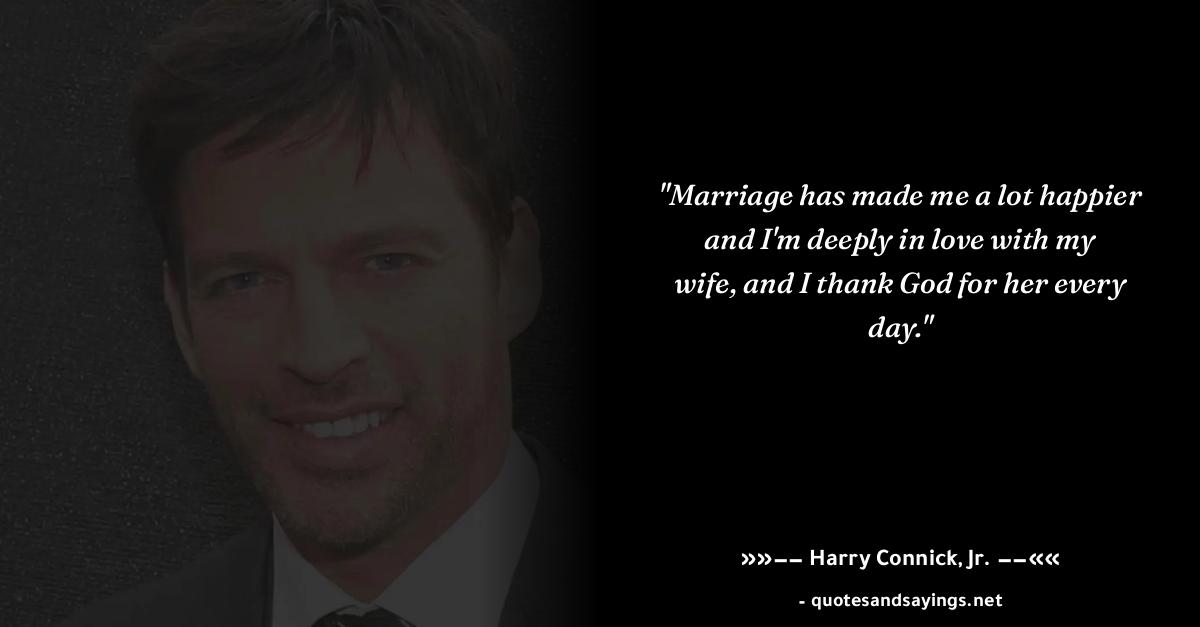 "Marriage has made me a lot happier
and I'm deeply in love with my
wife, and I thank God for her every
day."
»»−− Harry Connick, Jr. −−««
- quotesandsayings.net